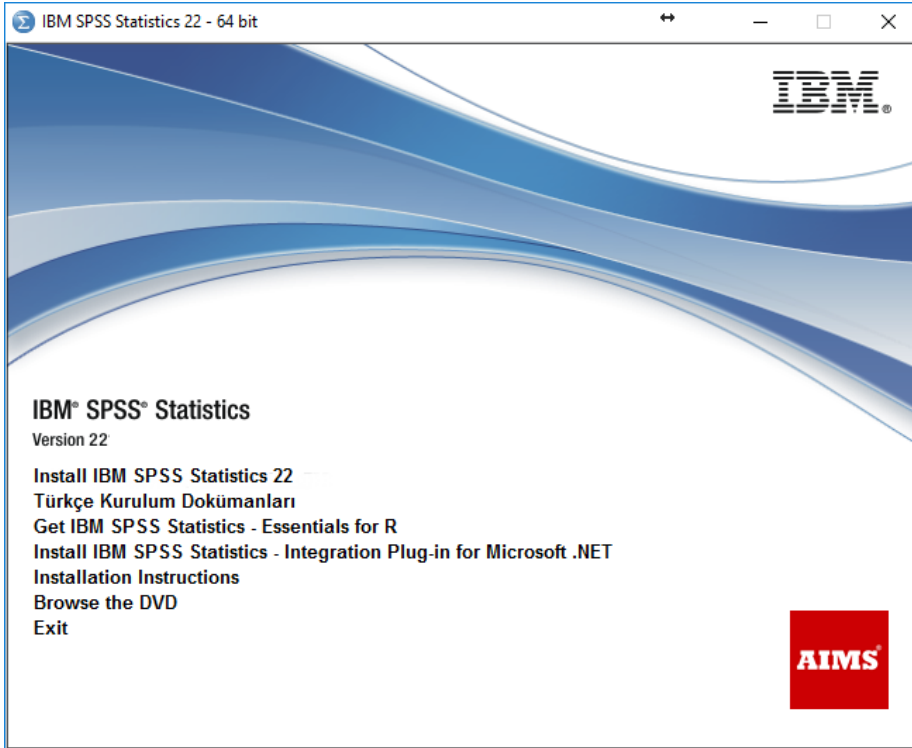 IBM SPSS Statistics 22 - 64 bit
IBM®
IBM® SPSS® Statistics
Version 22
Install IBM SPSS Statistics 22
Türkçe Kurulum Dokümanları
Get IBM SPSS Statistics - Essentials for R
Install IBM SPSS Statistics - Integration Plug-in for Microsoft .NET
Installation Instructions
Browse the DVD
Exit
AIMS